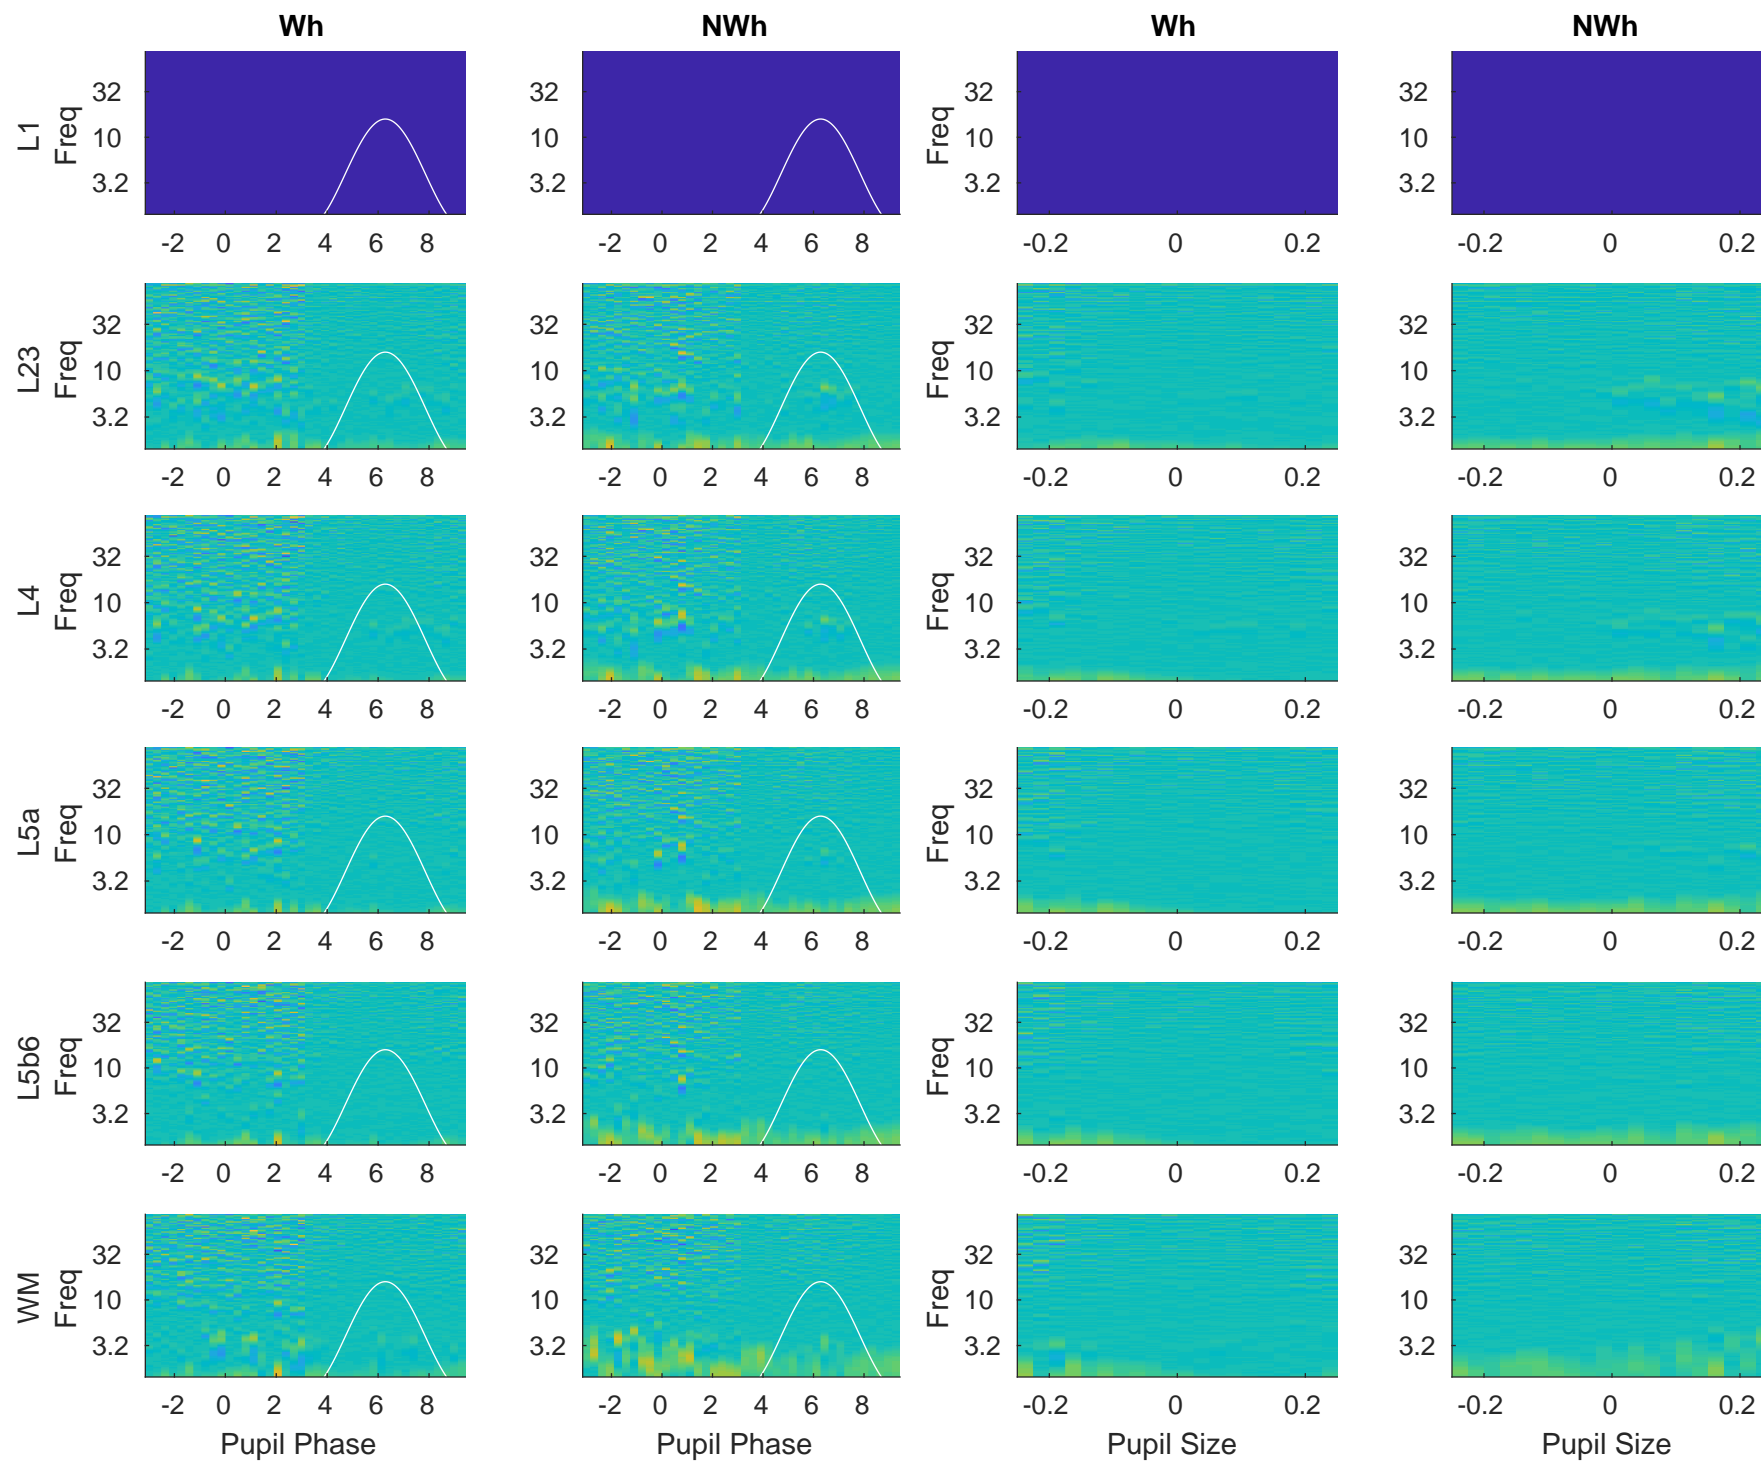 Wh NWh Wh NWh
L1 Freq 32 10 3.2 32 10 3.2 Freq 32 10 3.2 32 10 3.2
-2 0 2 4 6 8 -2 0 2 4 6 8 -0.2 0 0.2 -0.2 0 0.2
L23 Freq 32 10 3.2 32 10 3.2 Freq 32 10 3.2 32 10 3.2
-2 0 2 4 6 8 -2 0 2 4 6 8 -0.2 0 0.2 -0.2 0 0.2
L4 Freq 32 10 3.2 32 10 3.2 Freq 32 10 3.2 32 10 3.2
-2 0 2 4 6 8 -2 0 2 4 6 8 -0.2 0 0.2 -0.2 0 0.2
L5a Freq 32 10 3.2 32 10 3.2 Freq 32 10 3.2 32 10 3.2
-2 0 2 4 6 8 -2 0 2 4 6 8 -0.2 0 0.2 -0.2 0 0.2
L5b6 Freq 32 10 3.2 32 10 3.2 Freq 32 10 3.2 32 10 3.2
-2 0 2 4 6 8 -2 0 2 4 6 8 -0.2 0 0.2 -0.2 0 0.2
WM Freq 32 10 3.2 32 10 3.2 Freq 32 10 3.2 32 10 3.2
-2 0 2 4 6 8 -2 0 2 4 6 8 -0.2 0 0.2 -0.2 0 0.2
Pupil Phase Pupil Phase Pupil Size Pupil Size